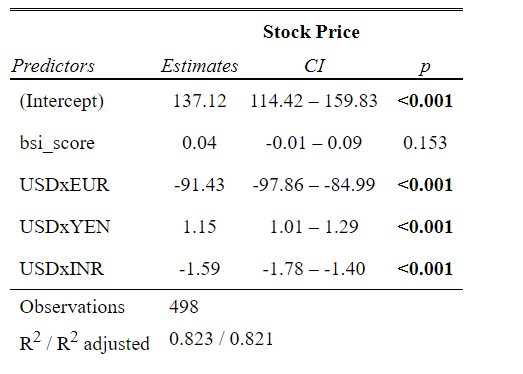 Stock Price
Predictors Estimates CI p
(Intercept) 137.12 114.42 – 159.83 <0.001
bsi_score 0.04 -0.01 – 0.09 0.153
USDxEUR -91.43 -97.86 – -84.99 <0.001
USDxYEN 1.15 1.01 – 1.29 <0.001
USDxINR -1.59 -1.78 – -1.40 <0.001
Observations 498
R² / R² adjusted 0.823 / 0.821